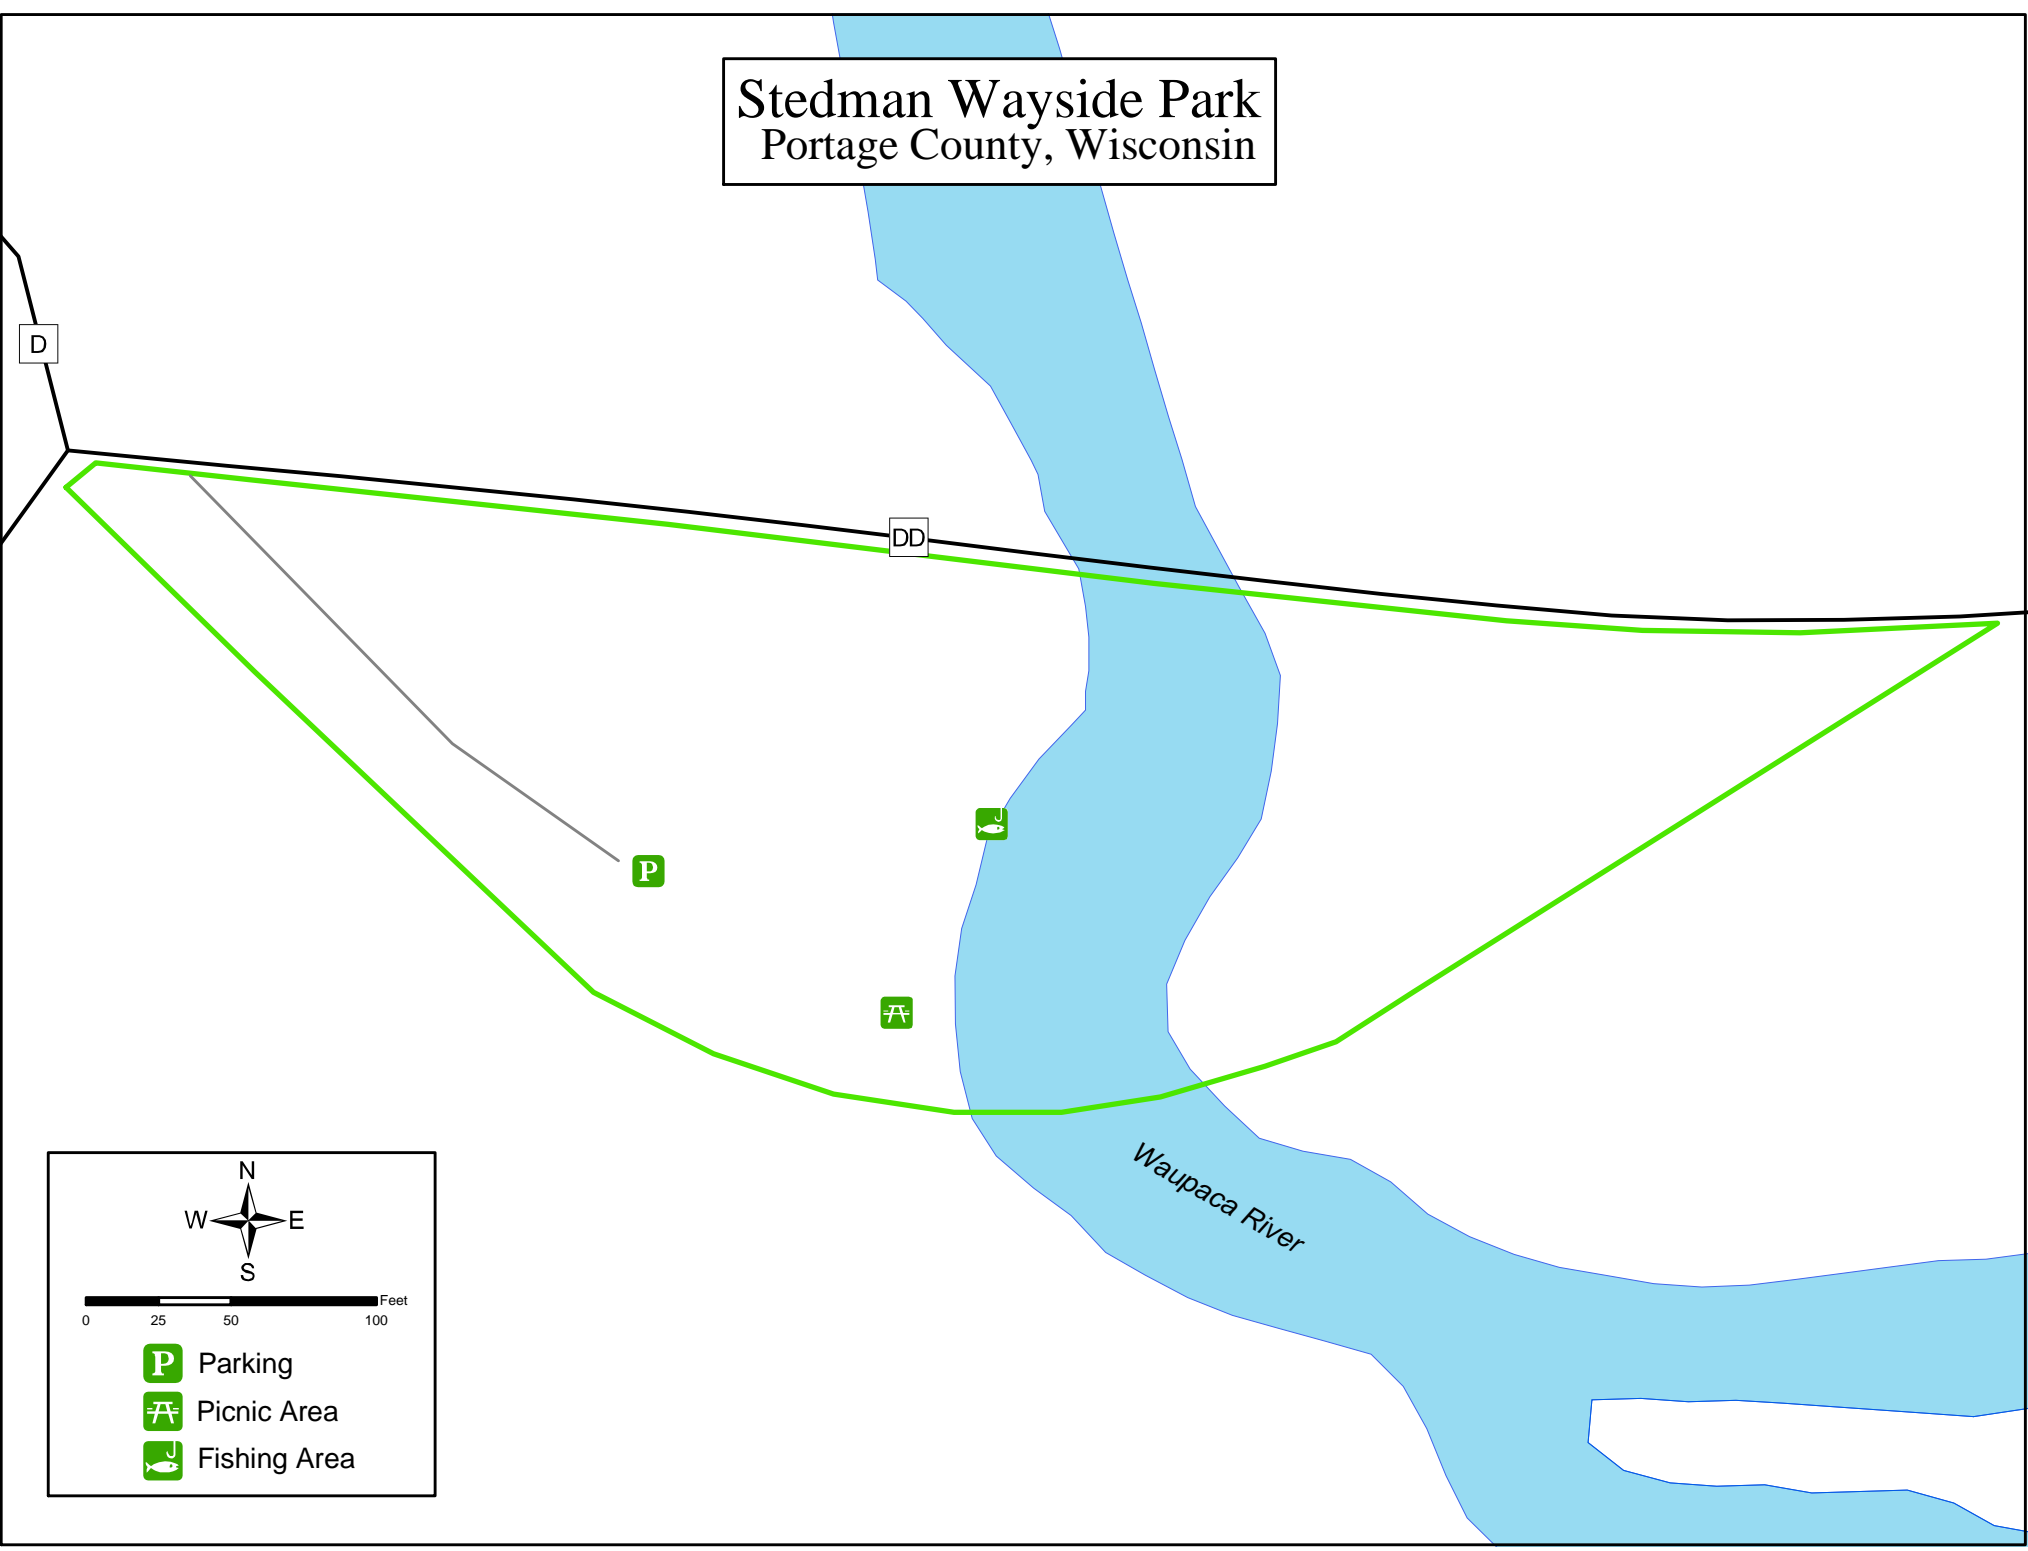 Stedman Wayside Park
Portage County, Wisconsin
D
DD
P
Waupaca River
N
W E
S
Feet
0 25 50 100
P Parking
Picnic Area
Fishing Area